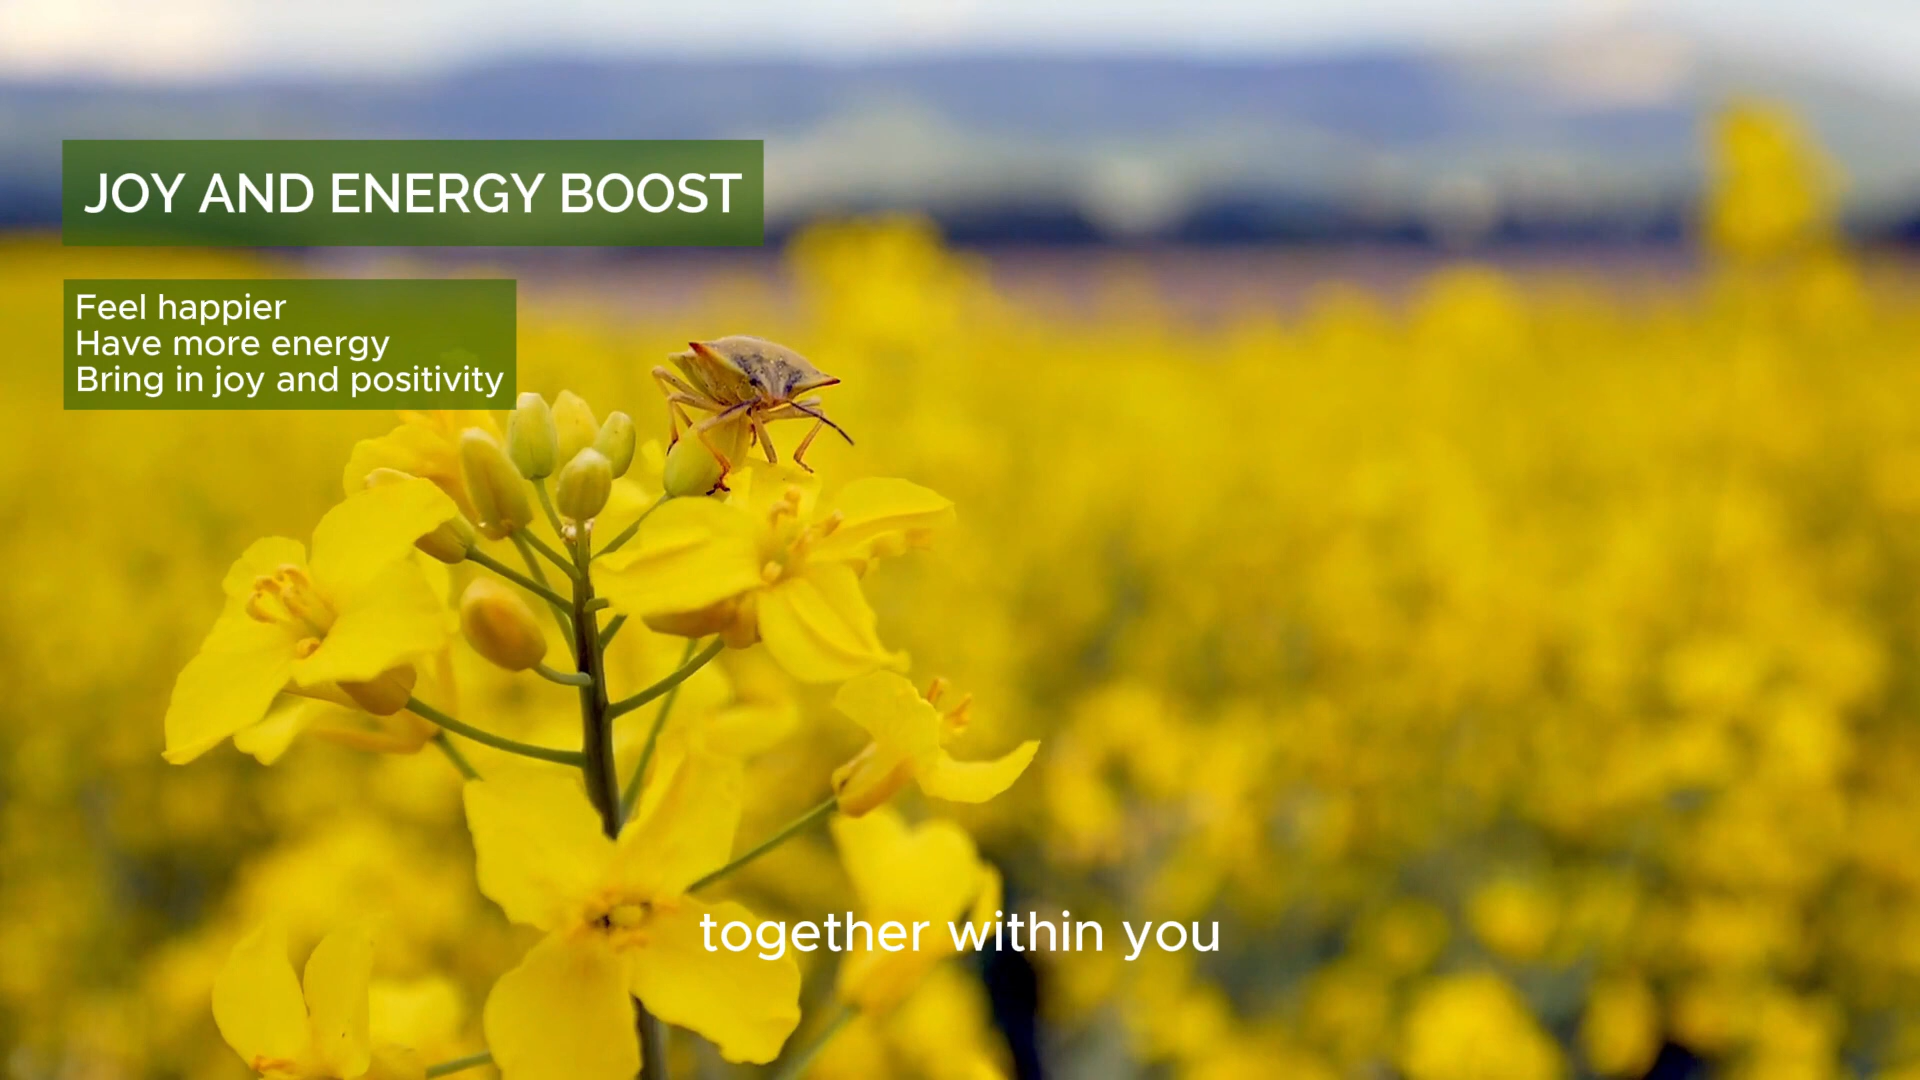 JOY AND ENERGY BOOST
Feel happier
Have more energy
Bring in joy and positivity
together within you